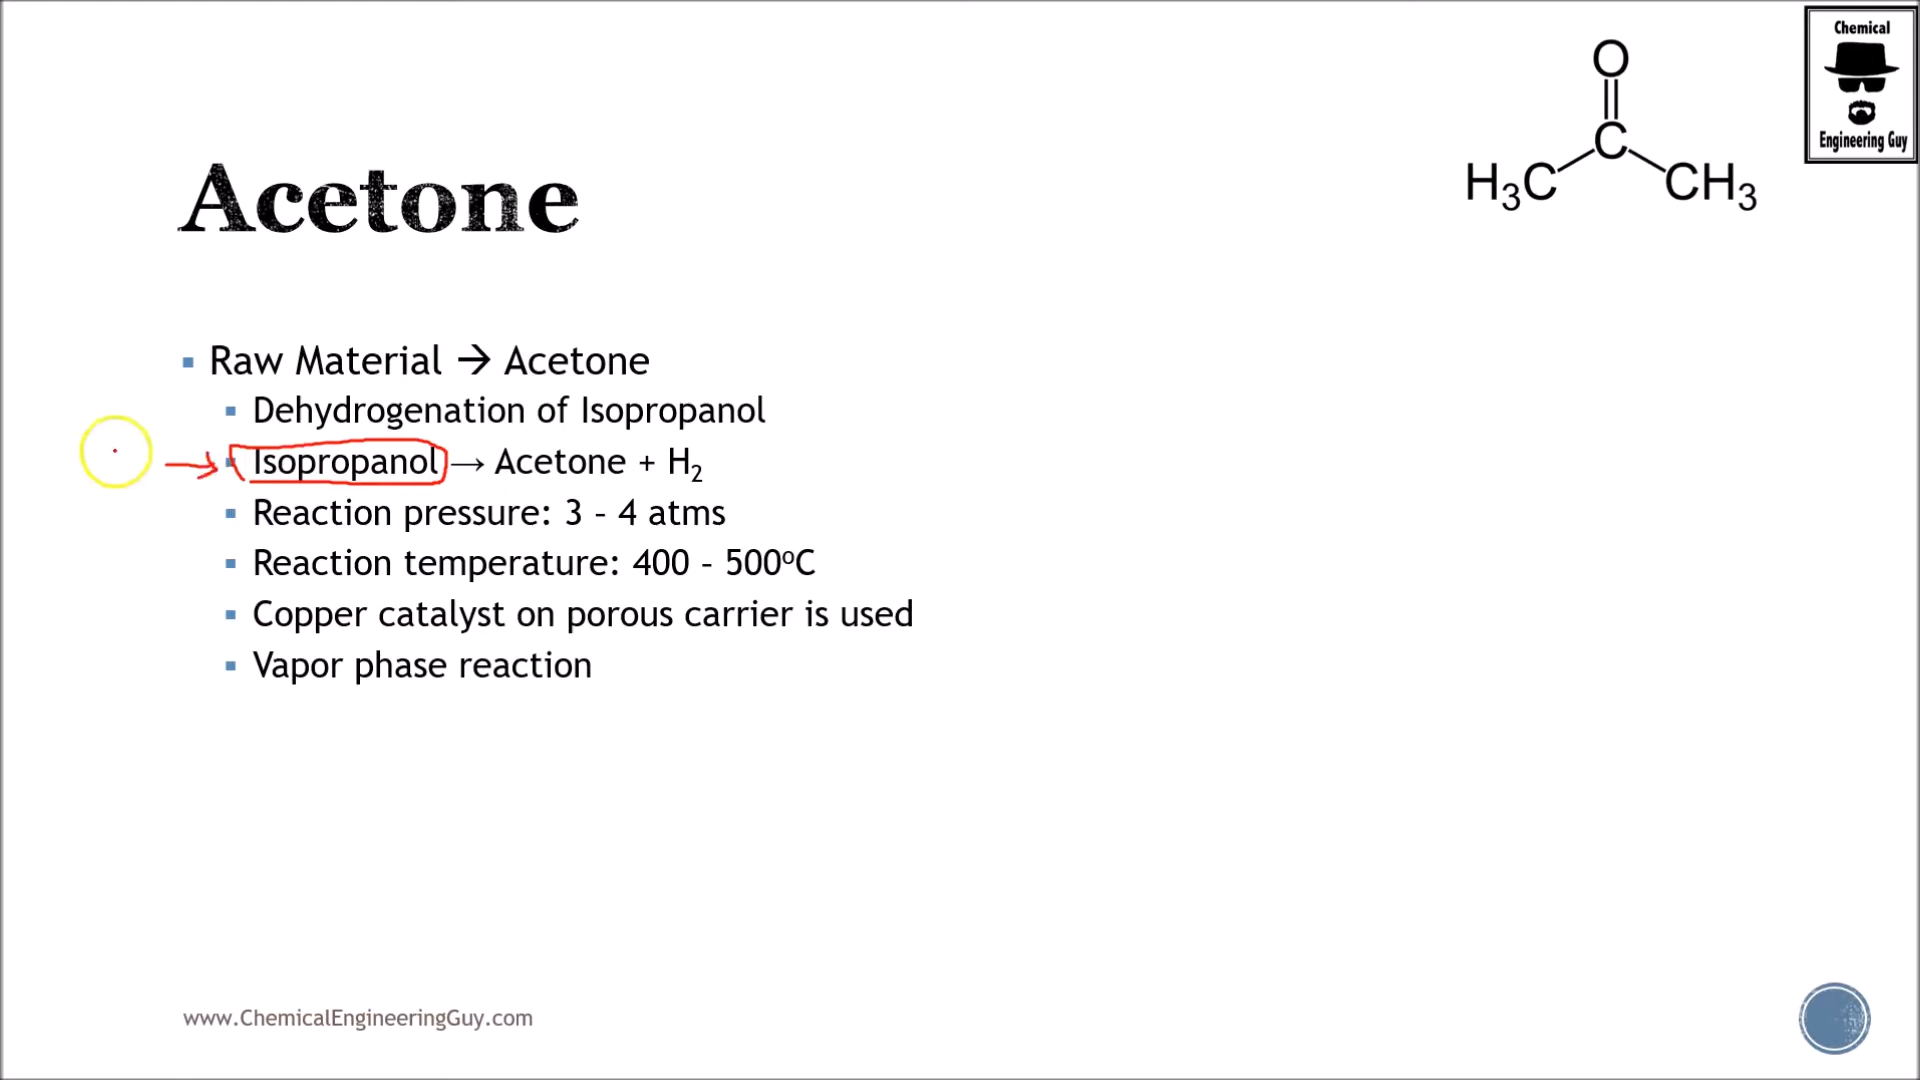 Chemical
Engineering Guy
O
C
H₃C CH₃
Acetone
Raw Material → Acetone
Dehydrogenation of Isopropanol
Isopropanol → Acetone + H₂
Reaction pressure: 3 – 4 atms
Reaction temperature: 400 – 500ºC
Copper catalyst on porous carrier is used
Vapor phase reaction
www.ChemicalEngineeringGuy.com